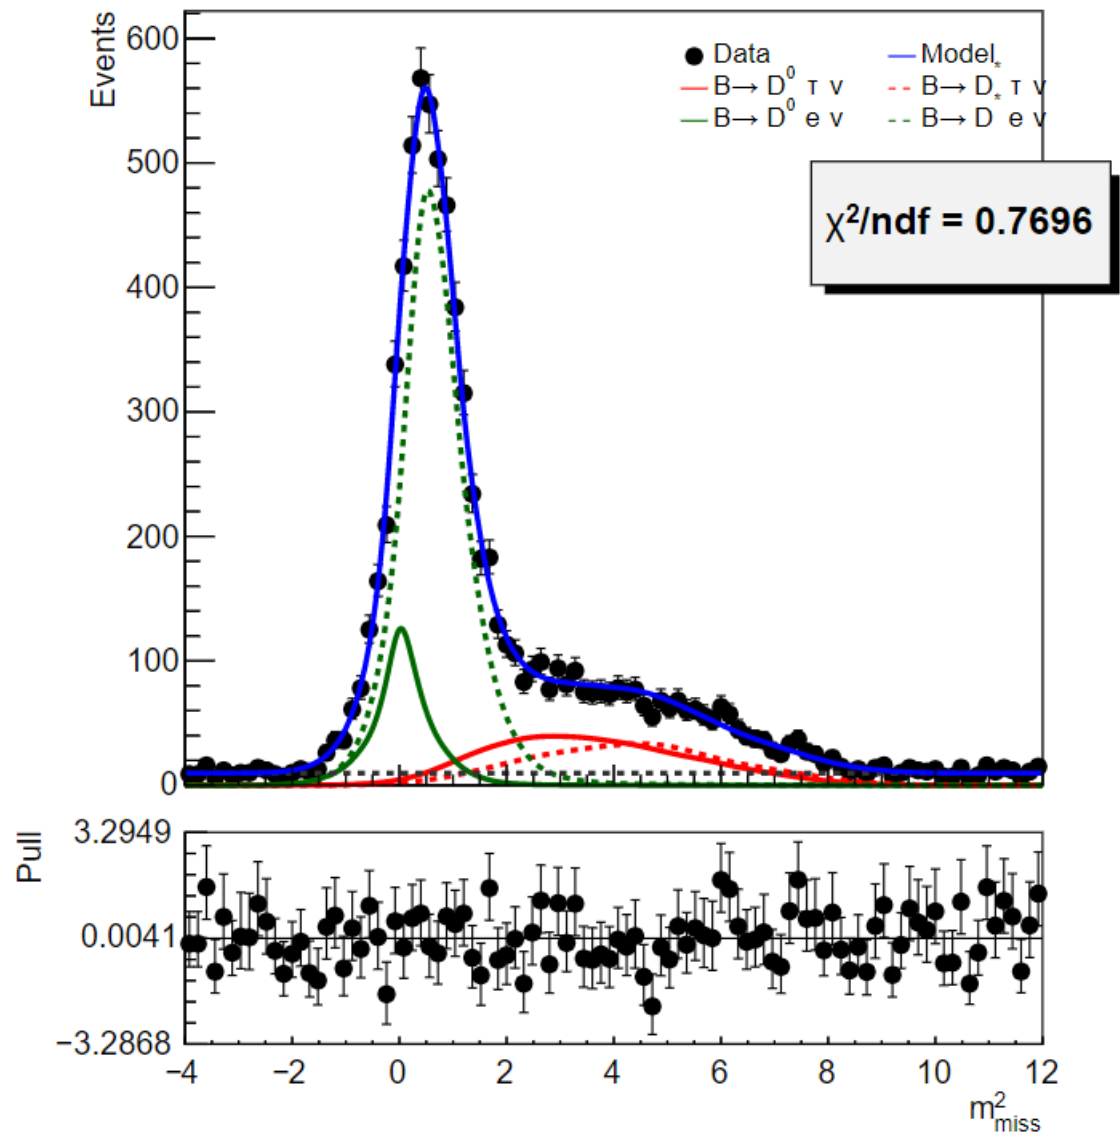 Events
600
500
400
300
200
100
0
Data
Model
B→ D⁰ τ ν
B→ D* τ ν
B→ D⁰ e ν
B→ D* e ν
χ²/ndf = 0.7696
Pull
3.2949
0.0041
−3.2868
−4 −2 0 2 4 6 8 10 12
m²miss